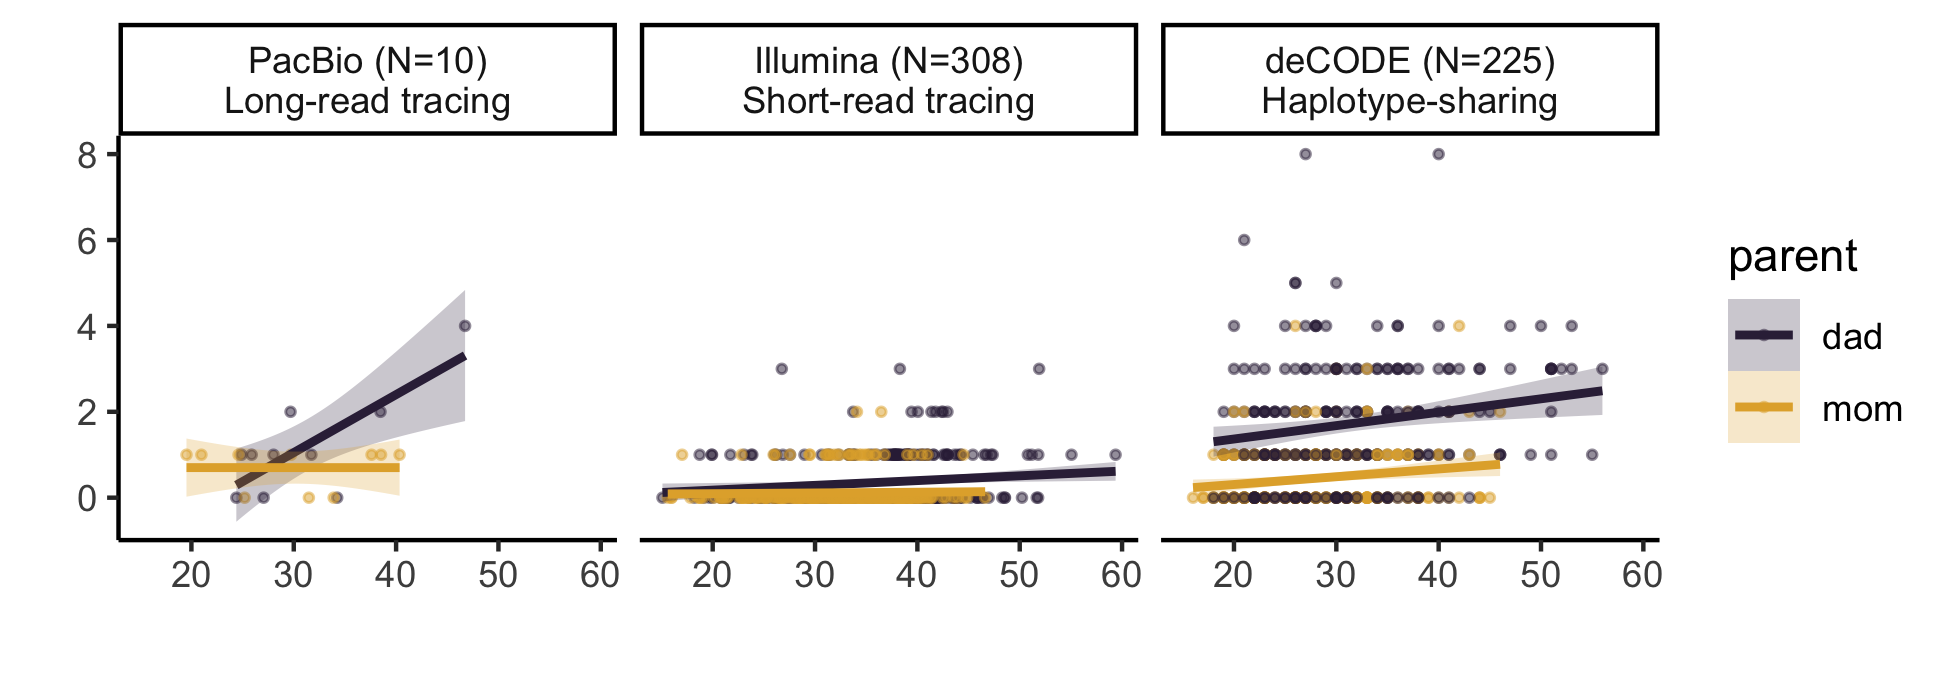 PacBio (N=10)
Long-read tracing
Illumina (N=308)
Short-read tracing
deCODE (N=225)
Haplotype-sharing
8
6
4
2
0
20 30 40 50 60
20 30 40 50 60
20 30 40 50 60
parent
dad
mom